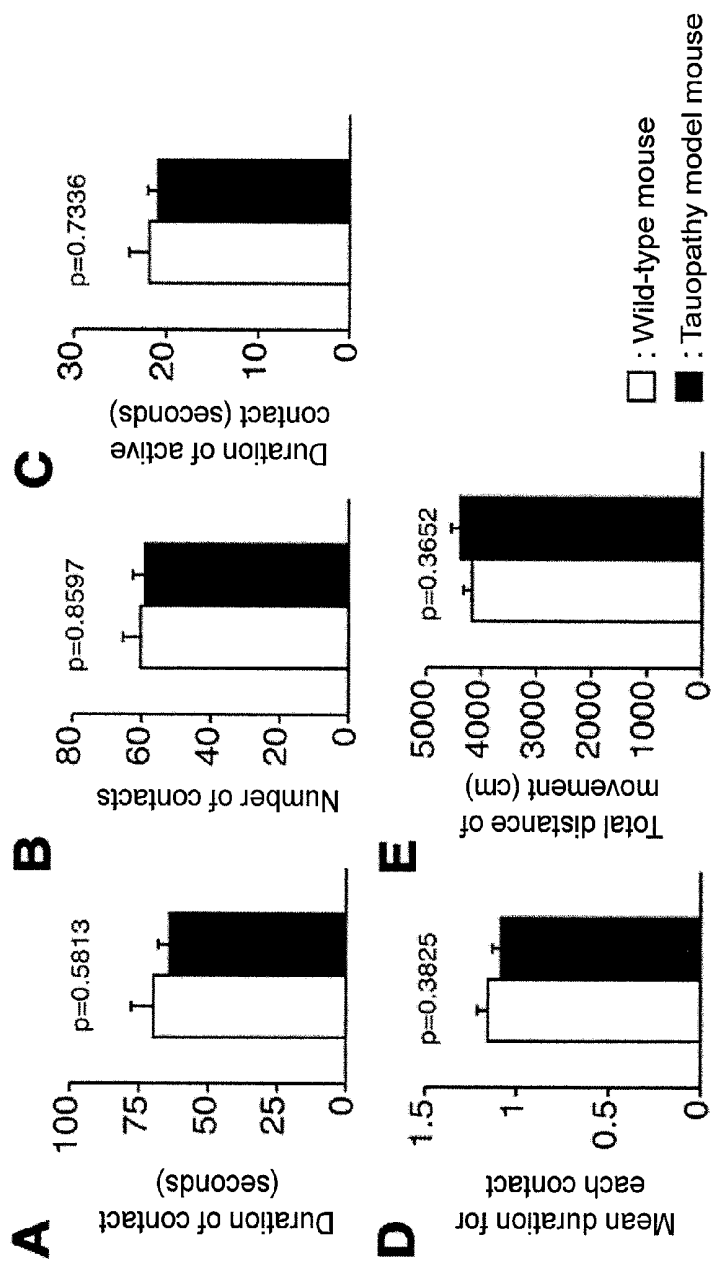 A
Duration of contact
(seconds)
100
75
50
25
0
p=0.5813
B
Number of contacts
80
60
40
20
0
p=0.8597
C
Duration of active
contact (seconds)
30
20
10
0
p=0.7336
D
Mean duration for
each contact
1.5
1
0.5
0
p=0.3825
E
Total distance of
movement (cm)
5000
4000
3000
2000
1000
0
p=0.3652
: Wild-type mouse
: Tauopathy model mouse